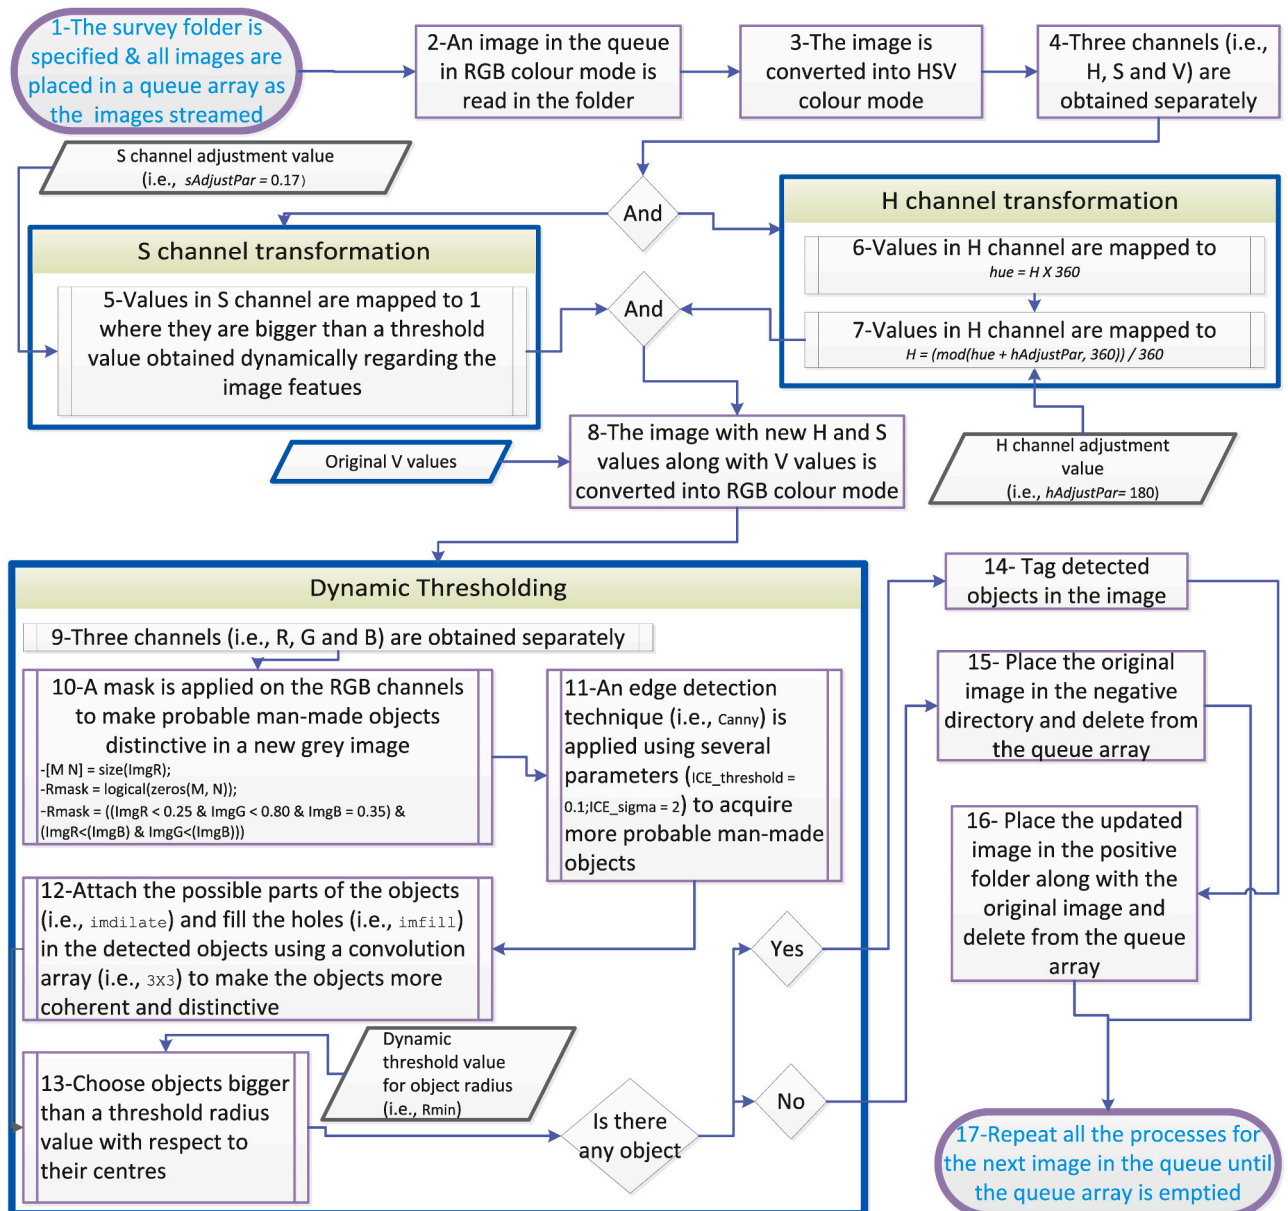 1-The survey folder is
specified & all images are
placed in a queue array as
the images streamed
2-An image in the queue
in RGB colour mode is
read in the folder
3-The image is
converted into HSV
colour mode
4-Three channels (i.e.,
H, S and V) are
obtained separately
S channel adjustment value
(i.e., sAdjustPar = 0.17)
And
H channel transformation
6-Values in H channel are mapped to
hue = H X 360
7-Values in H channel are mapped to
H = (mod(hue + hAdjustPar, 360)) / 360
S channel transformation
5-Values in S channel are mapped to 1
where they are bigger than a threshold
value obtained dynamically regarding the
image featues
And
H channel adjustment
value
(i.e., hAdjustPar= 180)
Original V values
8-The image with new H and S
values along with V values is
converted into RGB colour mode
Dynamic Thresholding
9-Three channels (i.e., R, G and B) are obtained separately
10-A mask is applied on the RGB channels
to make probable man-made objects
distinctive in a new grey image
-[M N] = size(ImgR);
-Rmask = logical(zeros(M, N));
-Rmask = ((ImgR < 0.25 & ImgG < 0.80 & ImgB = 0.35) &
(ImgR<(ImgB) & ImgG<(ImgB)))
11-An edge detection
technique (i.e., Canny) is
applied using several
parameters (ICE_threshold =
0.1;ICE_sigma = 2) to acquire
more probable man-made
objects
12-Attach the possible parts of the objects
(i.e., imdilate) and fill the holes (i.e., imfill)
in the detected objects using a convolution
array (i.e., 3X3) to make the objects more
coherent and distinctive
13-Choose objects bigger
than a threshold radius
value with respect to
their centres
Dynamic
threshold value
for object radius
(i.e., Rmin)
Is there
any object
Yes
No
14- Tag detected
objects in the image
15- Place the original
image in the negative
directory and delete from
the queue array
16- Place the updated
image in the positive
folder along with the
original image and
delete from the queue
array
17-Repeat all the processes for
the next image in the queue until
the queue array is emptied